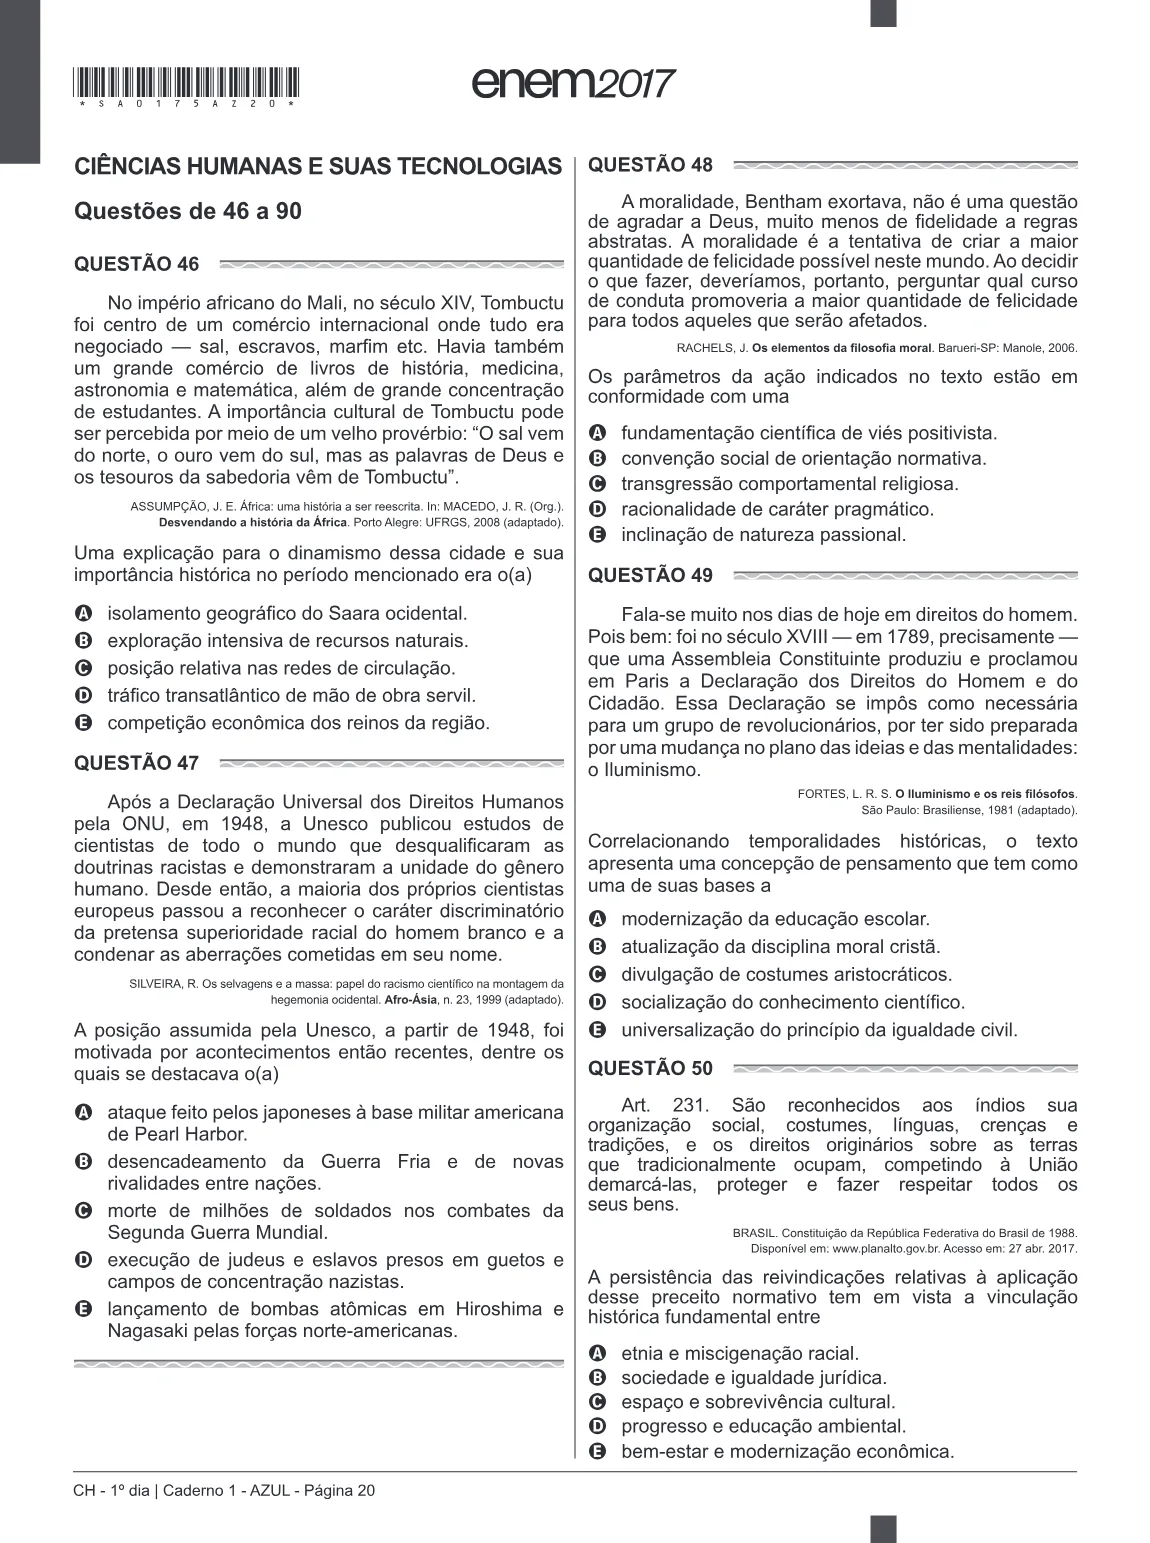 *SA0175AZ20*
enem2017
CIÊNCIAS HUMANAS E SUAS TECNOLOGIAS
Questões de 46 a 90
QUESTÃO 46
No império africano do Mali, no século XIV, Tombuctu
foi centro de um comércio internacional onde tudo era
negociado — sal, escravos, marfim etc. Havia também
um grande comércio de livros de história, medicina,
astronomia e matemática, além de grande concentração
de estudantes. A importância cultural de Tombuctu pode
ser percebida por meio de um velho provérbio: “O sal vem
do norte, o ouro vem do sul, mas as palavras de Deus e
os tesouros da sabedoria vêm de Tombuctu”.
ASSUMPÇÃO, J. E. África: uma história a ser reescrita. In: MACEDO, J. R. (Org.).
Desvendando a história da África. Porto Alegre: UFRGS, 2008 (adaptado).
Uma explicação para o dinamismo dessa cidade e sua
importância histórica no período mencionado era o(a)
A isolamento geográfico do Saara ocidental.
B exploração intensiva de recursos naturais.
C posição relativa nas redes de circulação.
D tráfico transatlântico de mão de obra servil.
E competição econômica dos reinos da região.
QUESTÃO 47
Após a Declaração Universal dos Direitos Humanos
pela ONU, em 1948, a Unesco publicou estudos de
cientistas de todo o mundo que desqualificaram as
doutrinas racistas e demonstraram a unidade do gênero
humano. Desde então, a maioria dos próprios cientistas
europeus passou a reconhecer o caráter discriminatório
da pretensa superioridade racial do homem branco e a
condenar as aberrações cometidas em seu nome.
SILVEIRA, R. Os selvagens e a massa: papel do racismo científico na montagem da
hegemonia ocidental. Afro-Ásia, n. 23, 1999 (adaptado).
A posição assumida pela Unesco, a partir de 1948, foi
motivada por acontecimentos então recentes, dentre os
quais se destacava o(a)
A ataque feito pelos japoneses à base militar americana
de Pearl Harbor.
B desencadeamento da Guerra Fria e de novas
rivalidades entre nações.
C morte de milhões de soldados nos combates da
Segunda Guerra Mundial.
D execução de judeus e eslavos presos em guetos e
campos de concentração nazistas.
E lançamento de bombas atômicas em Hiroshima e
Nagasaki pelas forças norte-americanas.
QUESTÃO 48
A moralidade, Bentham exortava, não é uma questão
de agradar a Deus, muito menos de fidelidade a regras
abstratas. A moralidade é a tentativa de criar a maior
quantidade de felicidade possível neste mundo. Ao decidir
o que fazer, deveríamos, portanto, perguntar qual curso
de conduta promoveria a maior quantidade de felicidade
para todos aqueles que serão afetados.
RACHELS, J. Os elementos da filosofia moral. Barueri-SP: Manole, 2006.
Os parâmetros da ação indicados no texto estão em
conformidade com uma
A fundamentação científica de viés positivista.
B convenção social de orientação normativa.
C transgressão comportamental religiosa.
D racionalidade de caráter pragmático.
E inclinação de natureza passional.
QUESTÃO 49
Fala-se muito nos dias de hoje em direitos do homem.
Pois bem: foi no século XVIII — em 1789, precisamente —
que uma Assembleia Constituinte produziu e proclamou
em Paris a Declaração dos Direitos do Homem e do
Cidadão. Essa Declaração se impôs como necessária
para um grupo de revolucionários, por ter sido preparada
por uma mudança no plano das ideias e das mentalidades:
o Iluminismo.
FORTES, L. R. S. O Iluminismo e os reis filósofos.
São Paulo: Brasiliense, 1981 (adaptado).
Correlacionando temporalidades históricas, o texto
apresenta uma concepção de pensamento que tem como
uma de suas bases a
A modernização da educação escolar.
B atualização da disciplina moral cristã.
C divulgação de costumes aristocráticos.
D socialização do conhecimento científico.
E universalização do princípio da igualdade civil.
QUESTÃO 50
Art. 231. São reconhecidos aos índios sua
organização social, costumes, línguas, crenças e
tradições, e os direitos originários sobre as terras
que tradicionalmente ocupam, competindo à União
demarcá-las, proteger e fazer respeitar todos os
seus bens.
BRASIL. Constituição da República Federativa do Brasil de 1988.
Disponível em: www.planalto.gov.br. Acesso em: 27 abr. 2017.
A persistência das reivindicações relativas à aplicação
desse preceito normativo tem em vista a vinculação
histórica fundamental entre
A etnia e miscigenação racial.
B sociedade e igualdade jurídica.
C espaço e sobrevivência cultural.
D progresso e educação ambiental.
E bem-estar e modernização econômica.
CH - 1º dia | Caderno 1 - AZUL - Página 20